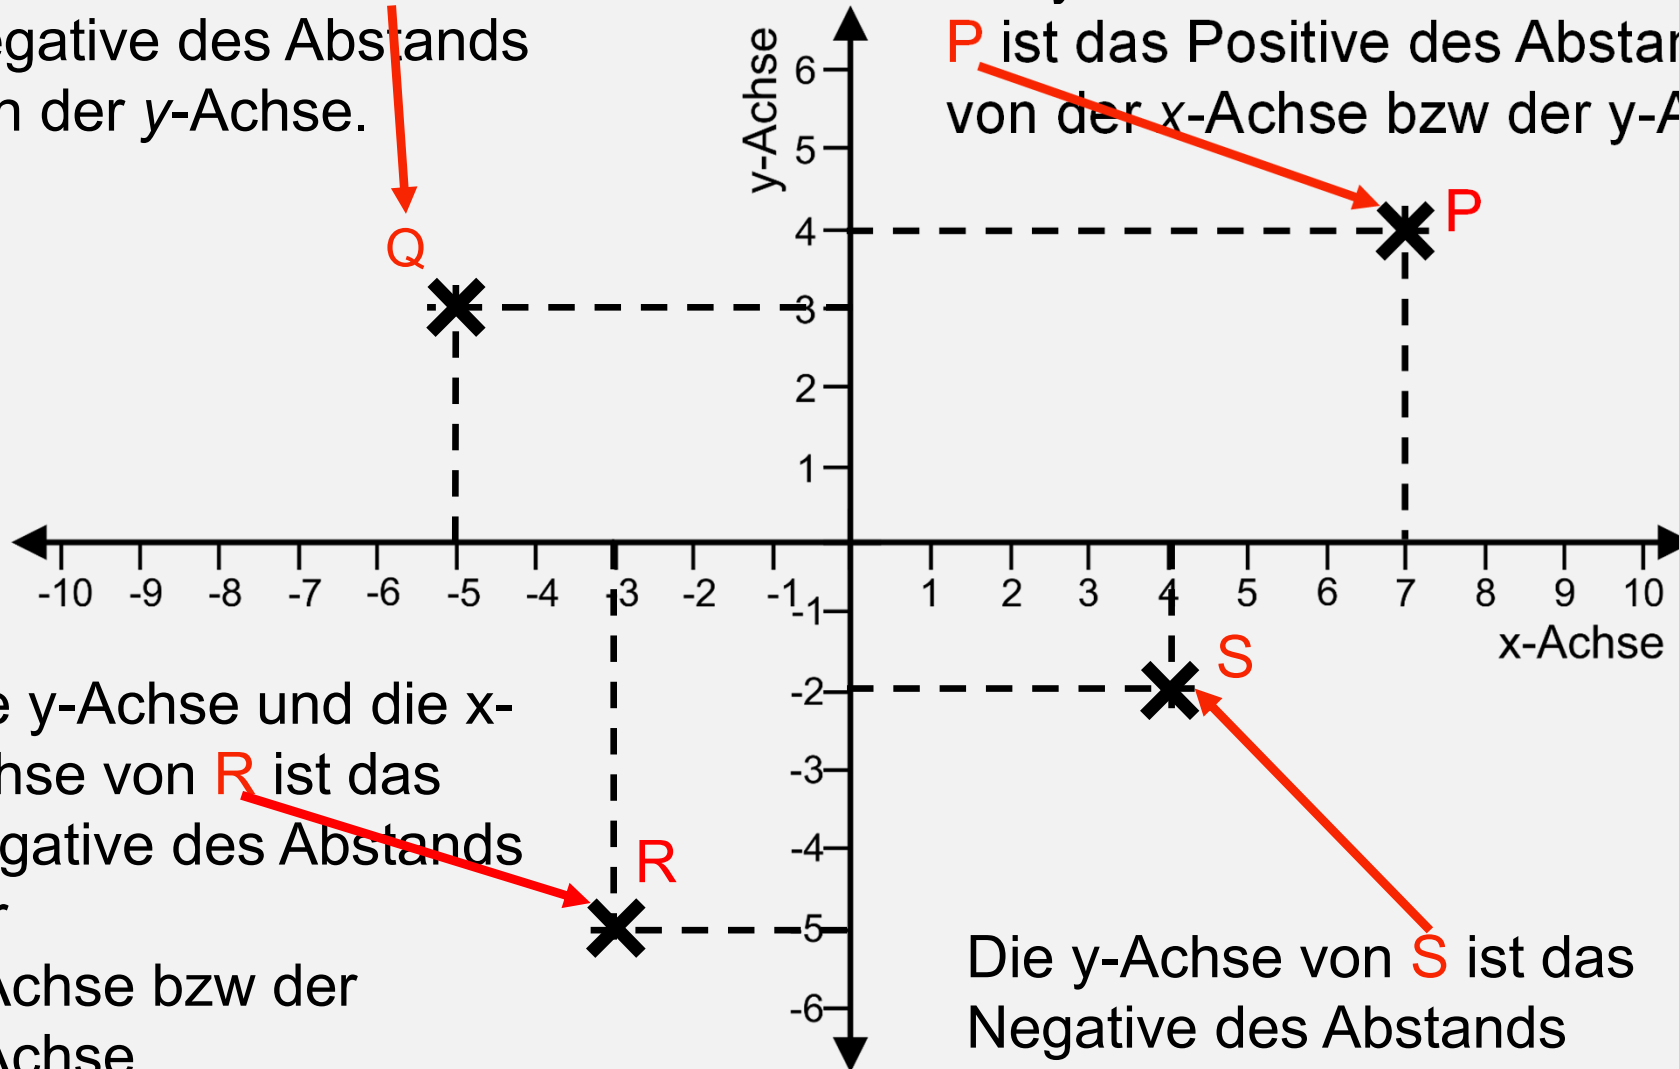 egative des Abstands
n der y-Achse.
P ist das Positive des Abstan
von der x-Achse bzw der y-A
y-Achse
6
5
4
3
2
1
P
Q
-10 -9 -8 -7 -6 -5 -4 -3 -2 -1 1 2 3 4 5 6 7 8 9 10
x-Achse
-1
-2
-3
-4
-5
-6
S
R
e y-Achse und die x-
hse von R ist das
gative des Abstands
r
Achse bzw der
Achse
Die y-Achse von S ist das
Negative des Abstands